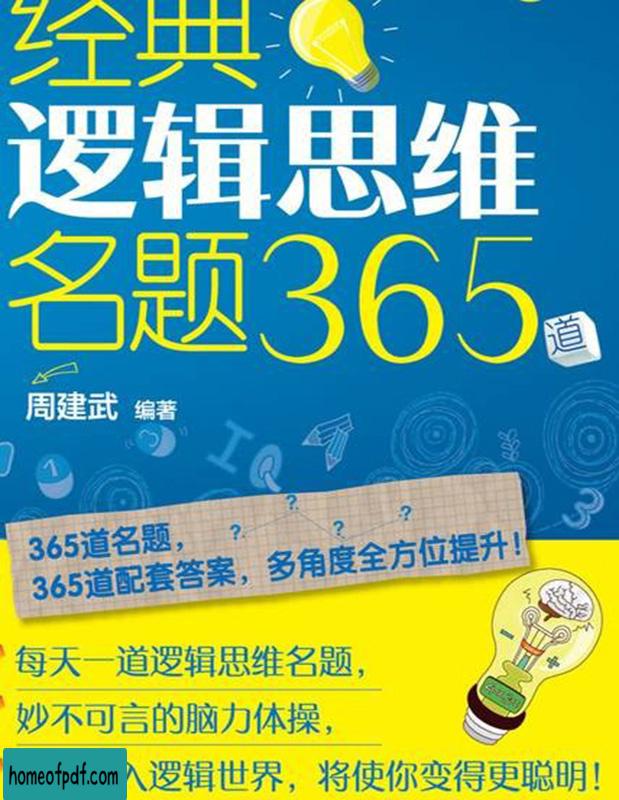 经典
逻辑思维
名题365
道
周建武 编著
IQ
1
3
365道名题，
? ? ? ?
365道配套答案，多角度全方位提升！
每天一道逻辑思维名题，
妙不可言的脑力体操，
入逻辑世界，将使你变得更聪明！
homeofpdf.com